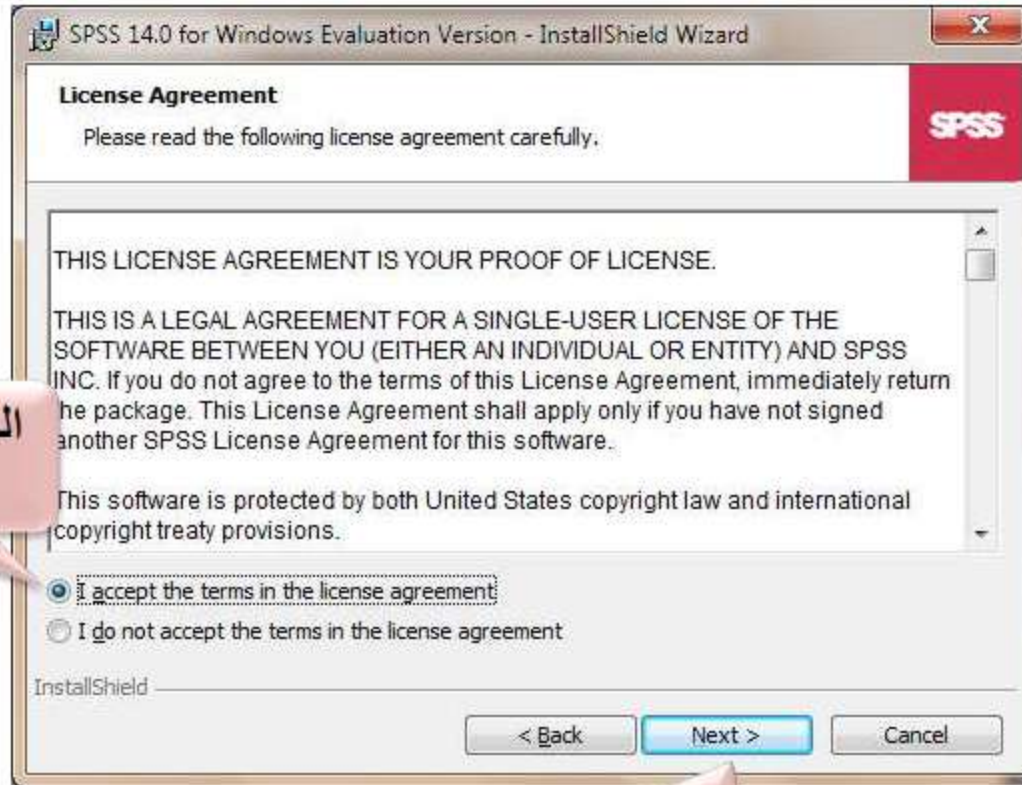 SPSS 14.0 for Windows Evaluation Version - InstallShield Wizard
License Agreement
Please read the following license agreement carefully.
SPSS
THIS LICENSE AGREEMENT IS YOUR PROOF OF LICENSE.
THIS IS A LEGAL AGREEMENT FOR A SINGLE-USER LICENSE OF THE
SOFTWARE BETWEEN YOU (EITHER AN INDIVIDUAL OR ENTITY) AND SPSS
INC. If you do not agree to the terms of this License Agreement, immediately return
he package. This License Agreement shall apply only if you have not signed
another SPSS License Agreement for this software.
This software is protected by both United States copyright law and international
copyright treaty provisions.
I accept the terms in the license agreement
I do not accept the terms in the license agreement
InstallShield
< Back
Next >
Cancel